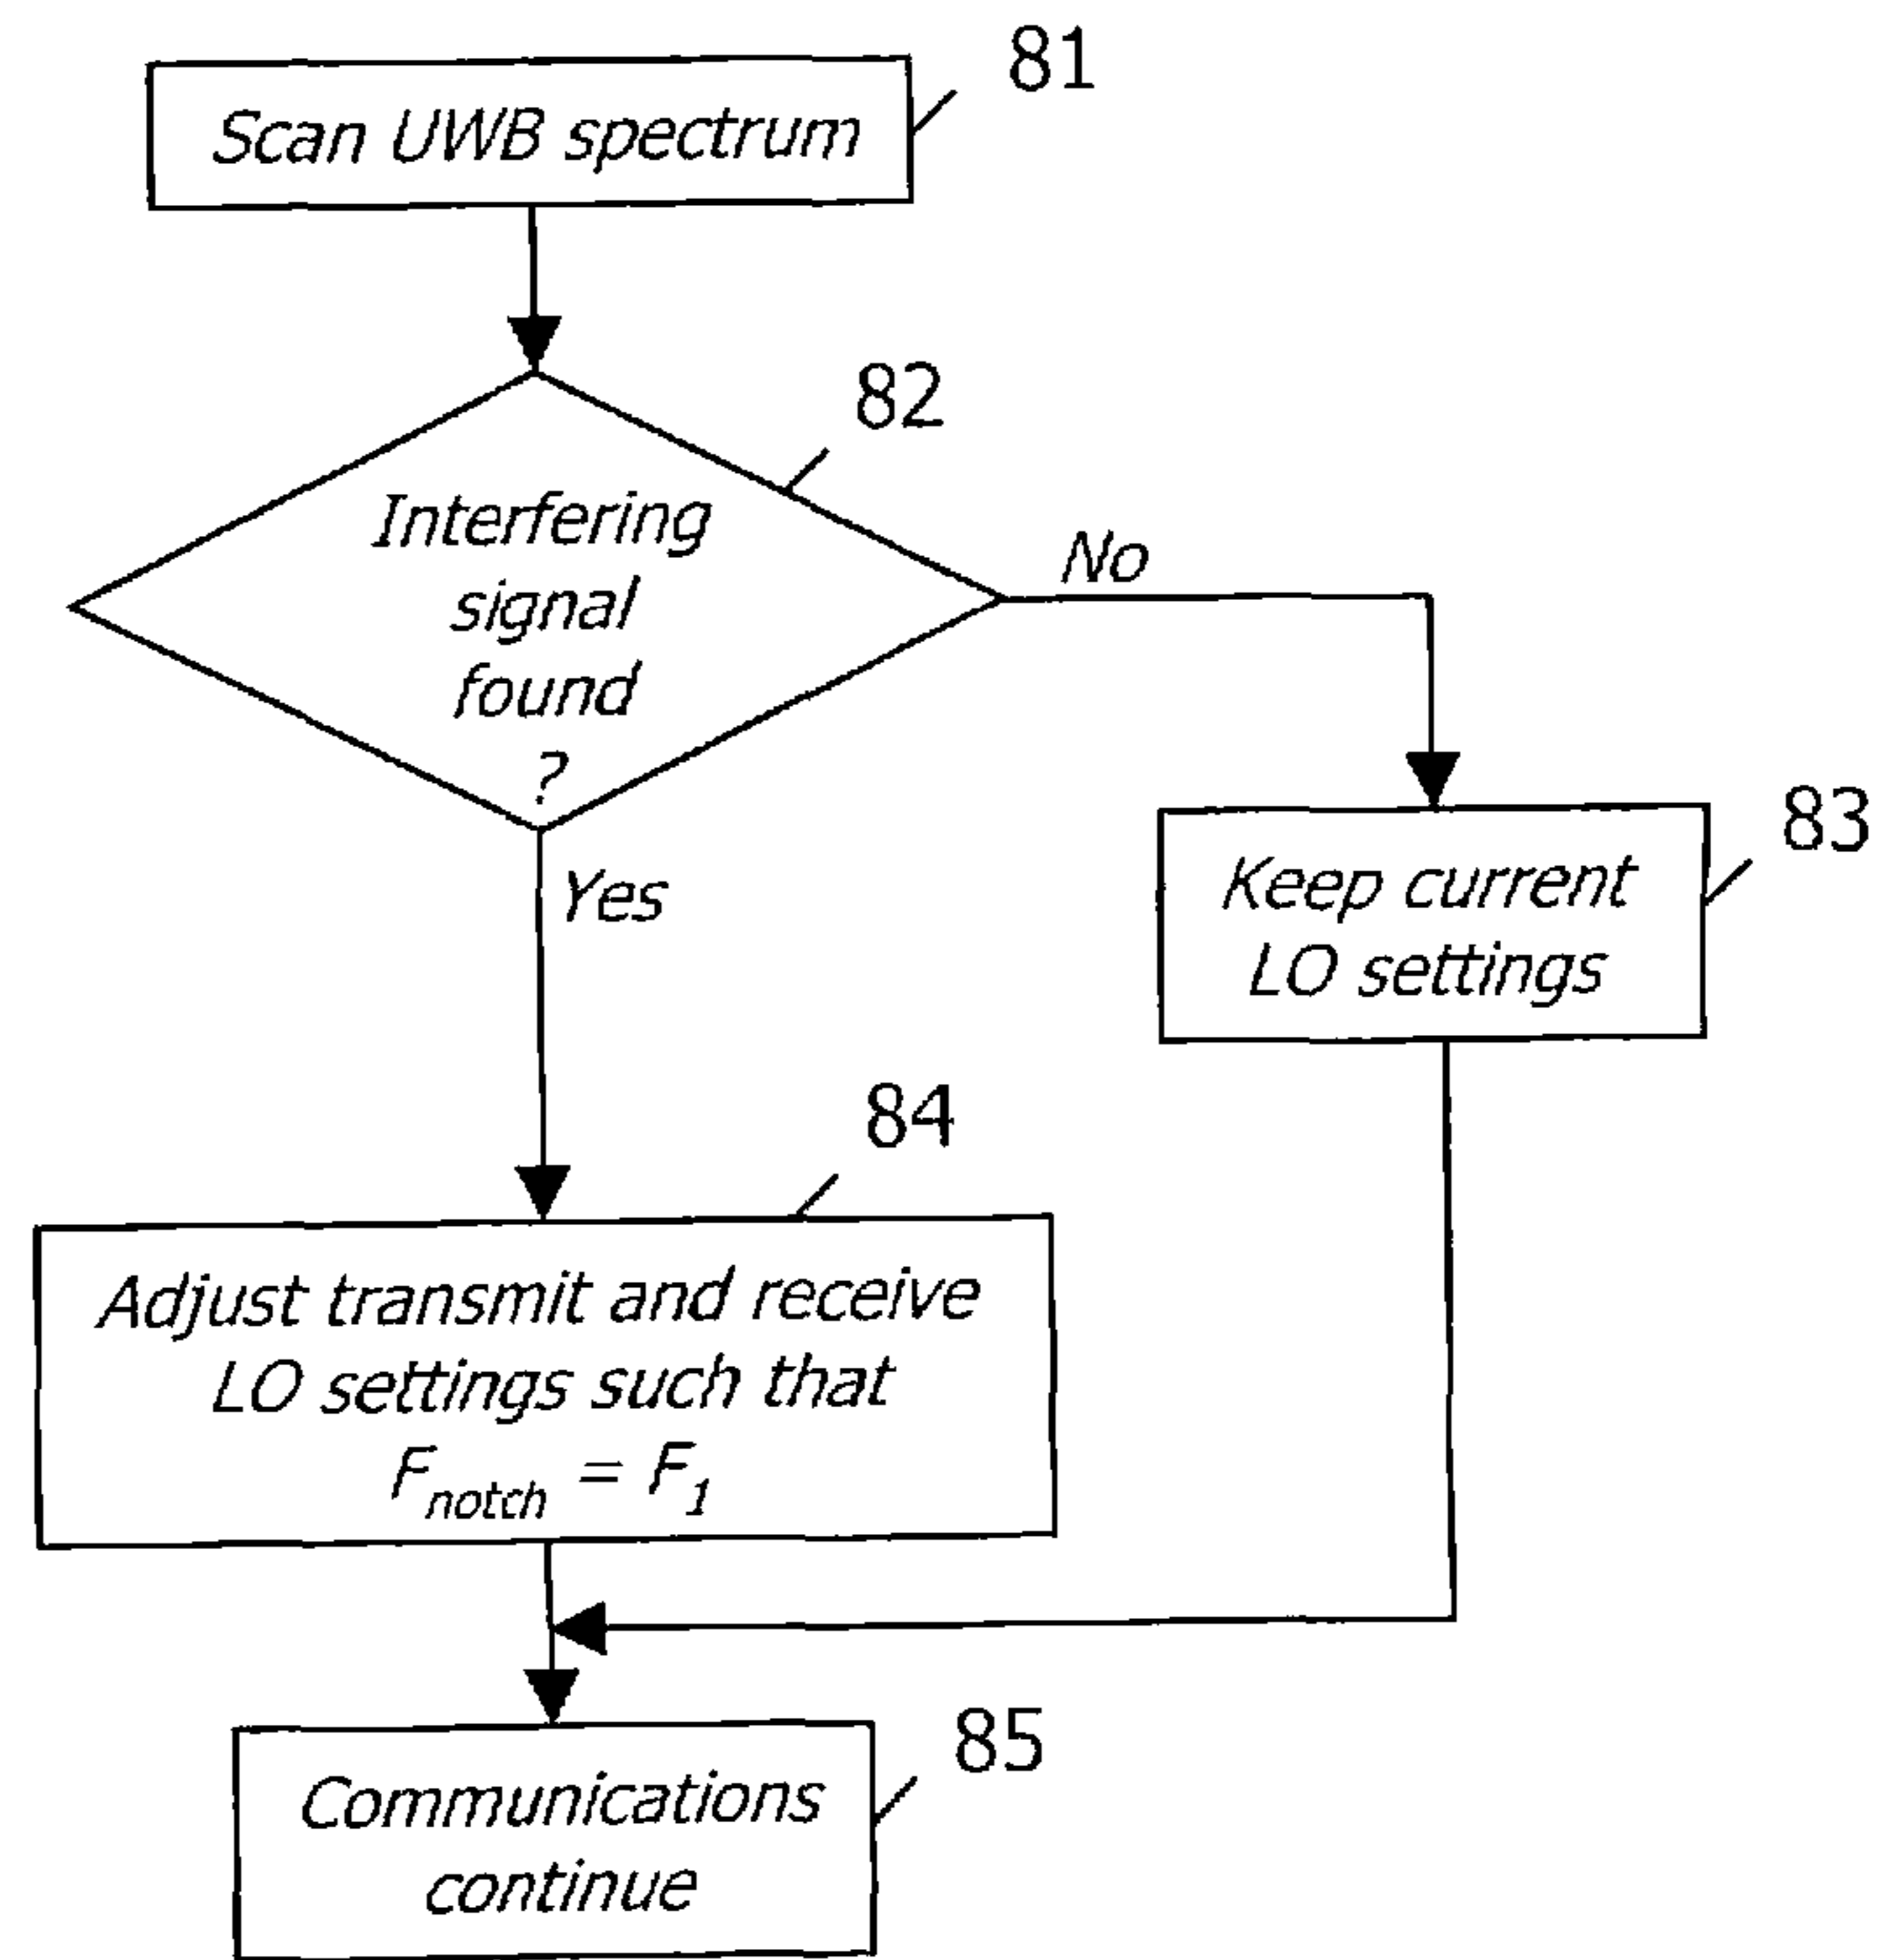 81
Scan UWB spectrum
82
Interfering
signal
found
?
No
Yes
83
Keep current
LO settings
84
Adjust transmit and receive
LO settings such that
F_notch = F_1
85
Communications
continue